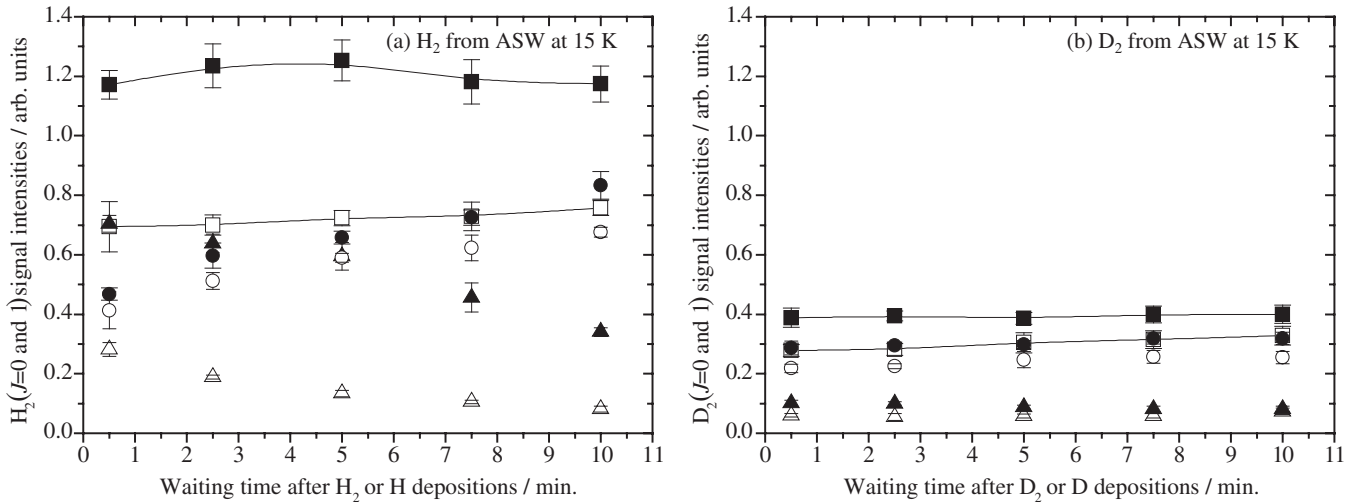 1.4
1.2
1.0
0.8
0.6
0.4
0.2
0.0
H₂(J=0 and 1) signal intensities / arb. units
(a) H₂ from ASW at 15 K
0 1 2 3 4 5 6 7 8 9 10 11
Waiting time after H₂ or H depositions / min.
1.4
1.2
1.0
0.8
0.6
0.4
0.2
0.0
D₂(J=0 and 1) signal intensities / arb. units
(b) D₂ from ASW at 15 K
0 1 2 3 4 5 6 7 8 9 10 11
Waiting time after D₂ or D depositions / min.